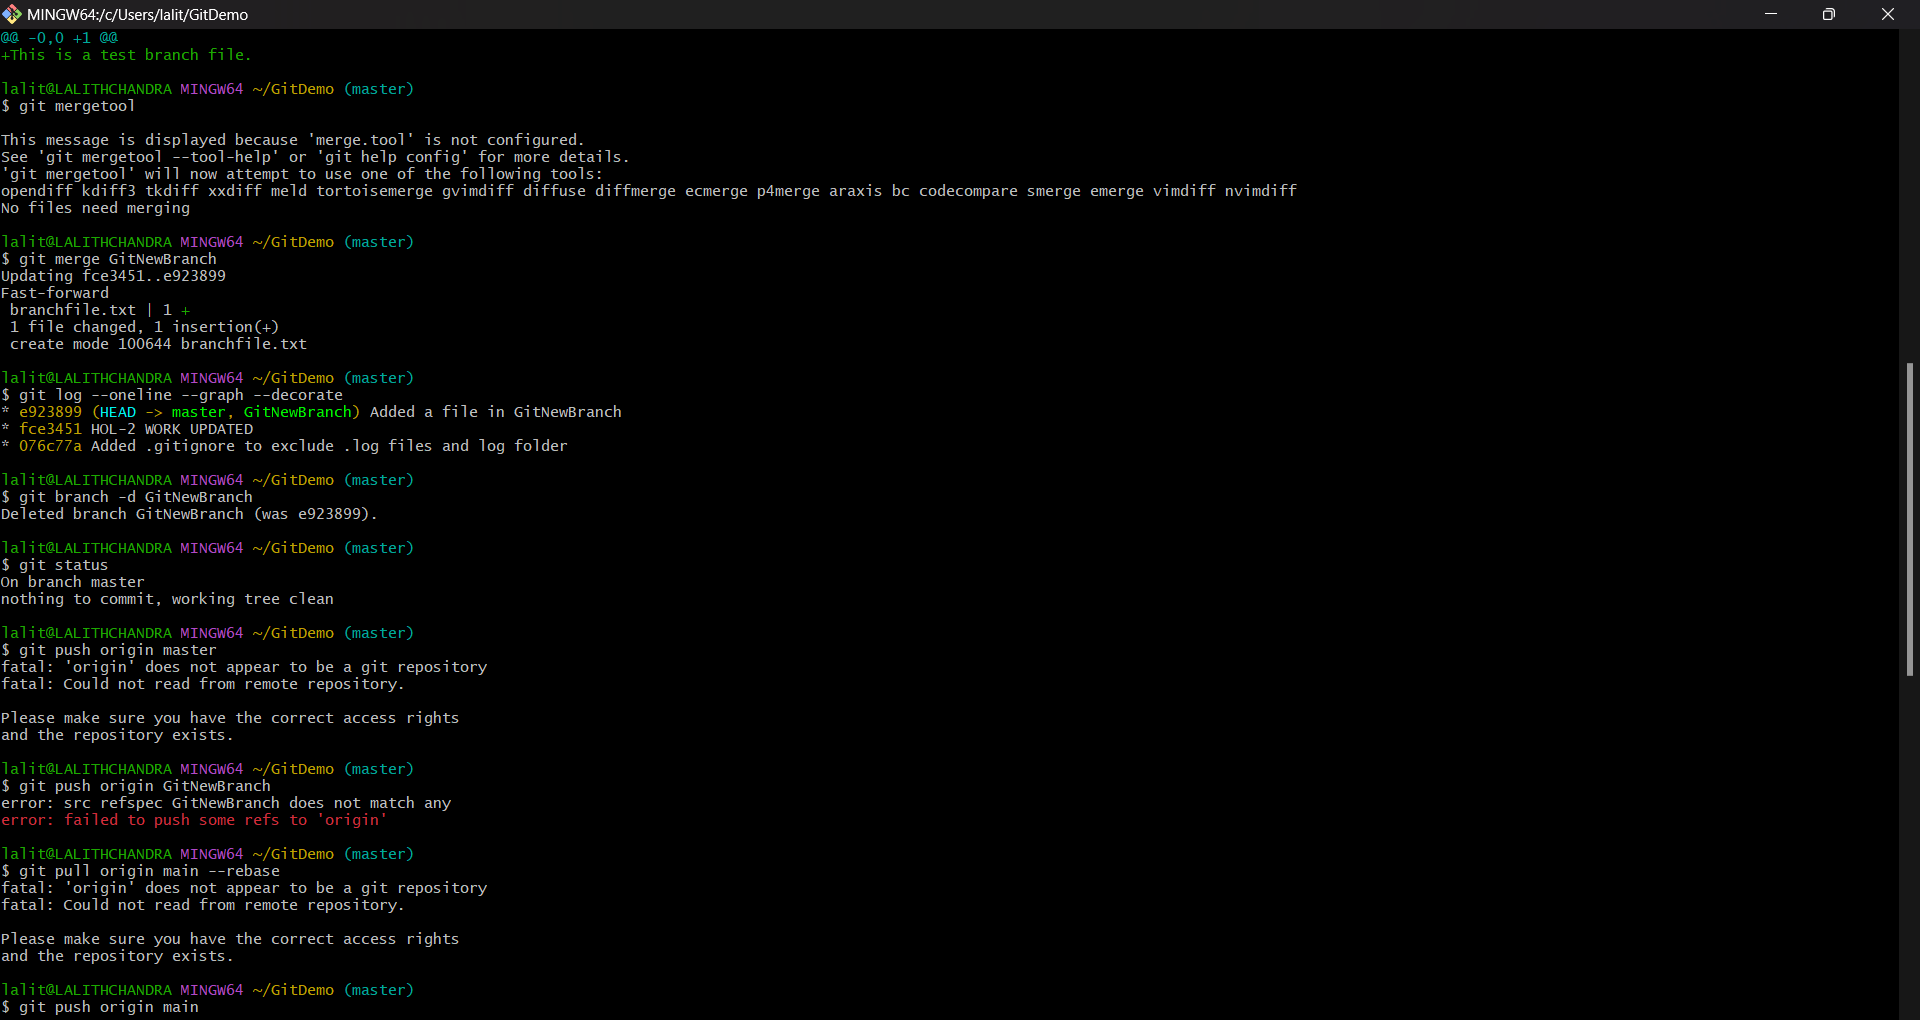 MINGW64:/c/Users/lalit/GitDemo
@@ -0,0 +1 @@
+This is a test branch file.
lalit@LALITHCHANDRA MINGW64 ~/GitDemo (master)
$ git mergetool
This message is displayed because 'merge.tool' is not configured.
See 'git mergetool --tool-help' or 'git help config' for more details.
'git mergetool' will now attempt to use one of the following tools:
opendiff kdiff3 tkdiff xxdiff meld tortoisemerge gvimdiff diffuse diffmerge ecmerge p4merge araxis bc codecompare smerge emerge vimdiff nvimdiff
No files need merging
lalit@LALITHCHANDRA MINGW64 ~/GitDemo (master)
$ git merge GitNewBranch
Updating fce3451..e923899
Fast-forward
 branchfile.txt | 1 +
 1 file changed, 1 insertion(+)
 create mode 100644 branchfile.txt
lalit@LALITHCHANDRA MINGW64 ~/GitDemo (master)
$ git log --oneline --graph --decorate
* e923899 (HEAD -> master, GitNewBranch) Added a file in GitNewBranch
* fce3451 HOL-2 WORK UPDATED
* 076c77a Added .gitignore to exclude .log files and log folder
lalit@LALITHCHANDRA MINGW64 ~/GitDemo (master)
$ git branch -d GitNewBranch
Deleted branch GitNewBranch (was e923899).
lalit@LALITHCHANDRA MINGW64 ~/GitDemo (master)
$ git status
On branch master
nothing to commit, working tree clean
lalit@LALITHCHANDRA MINGW64 ~/GitDemo (master)
$ git push origin master
fatal: 'origin' does not appear to be a git repository
fatal: Could not read from remote repository.
Please make sure you have the correct access rights
and the repository exists.
lalit@LALITHCHANDRA MINGW64 ~/GitDemo (master)
$ git push origin GitNewBranch
error: src refspec GitNewBranch does not match any
error: failed to push some refs to 'origin'
lalit@LALITHCHANDRA MINGW64 ~/GitDemo (master)
$ git pull origin main --rebase
fatal: 'origin' does not appear to be a git repository
fatal: Could not read from remote repository.
Please make sure you have the correct access rights
and the repository exists.
lalit@LALITHCHANDRA MINGW64 ~/GitDemo (master)
$ git push origin main